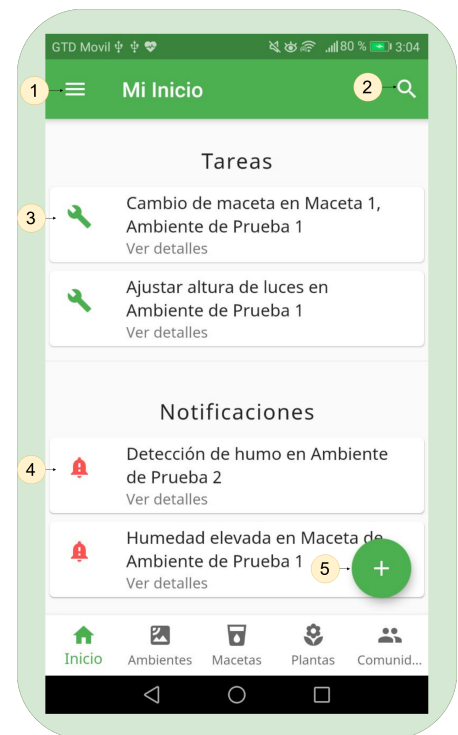 GTD Movil 80 % 3:04
1 Mi Inicio 2
Tareas
3 Cambio de maceta en Maceta 1,
Ambiente de Prueba 1
Ver detalles
Ajustar altura de luces en
Ambiente de Prueba 1
Ver detalles
Notificaciones
4 Detección de humo en Ambiente
de Prueba 2
Ver detalles
Humedad elevada en Maceta de
Ambiente de Prueba 1 5 +
Ver detalles
Inicio Ambientes Macetas Plantas Comunid...